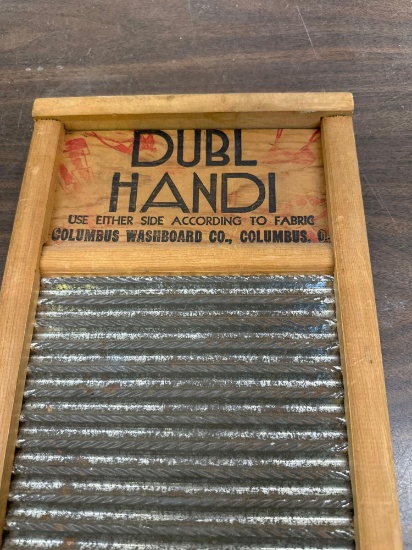 DUBL
HANDI
USE EITHER SIDE ACCORDING TO FABRIC
COLUMBUS WASHBOARD CO., COLUMBUS, O.